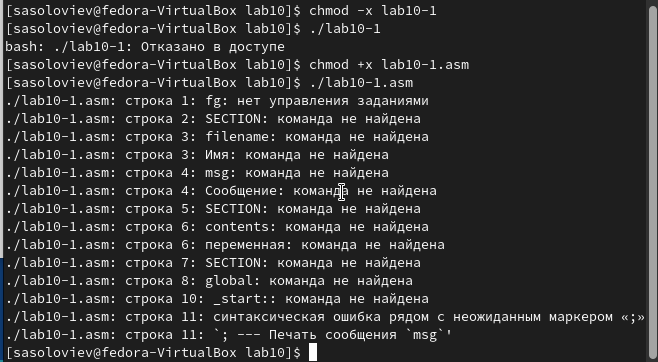 [sasoloviev@fedora-VirtualBox lab10]$ chmod -x lab10-1
[sasoloviev@fedora-VirtualBox lab10]$ ./lab10-1
bash: ./lab10-1: Отказано в доступе
[sasoloviev@fedora-VirtualBox lab10]$ chmod +x lab10-1.asm
[sasoloviev@fedora-VirtualBox lab10]$ ./lab10-1.asm
./lab10-1.asm: строка 1: fg: нет управления заданиями
./lab10-1.asm: строка 2: SECTION: команда не найдена
./lab10-1.asm: строка 3: filename: команда не найдена
./lab10-1.asm: строка 3: Имя: команда не найдена
./lab10-1.asm: строка 4: msg: команда не найдена
./lab10-1.asm: строка 4: Сообщение: команда не найдена
./lab10-1.asm: строка 5: SECTION: команда не найдена
./lab10-1.asm: строка 6: contents: команда не найдена
./lab10-1.asm: строка 6: переменная: команда не найдена
./lab10-1.asm: строка 7: SECTION: команда не найдена
./lab10-1.asm: строка 8: global: команда не найдена
./lab10-1.asm: строка 10: _start:: команда не найдена
./lab10-1.asm: строка 11: синтаксическая ошибка рядом с неожиданным маркером «;»
./lab10-1.asm: строка 11: `; --- Печать сообщения `msg`'
[sasoloviev@fedora-VirtualBox lab10]$